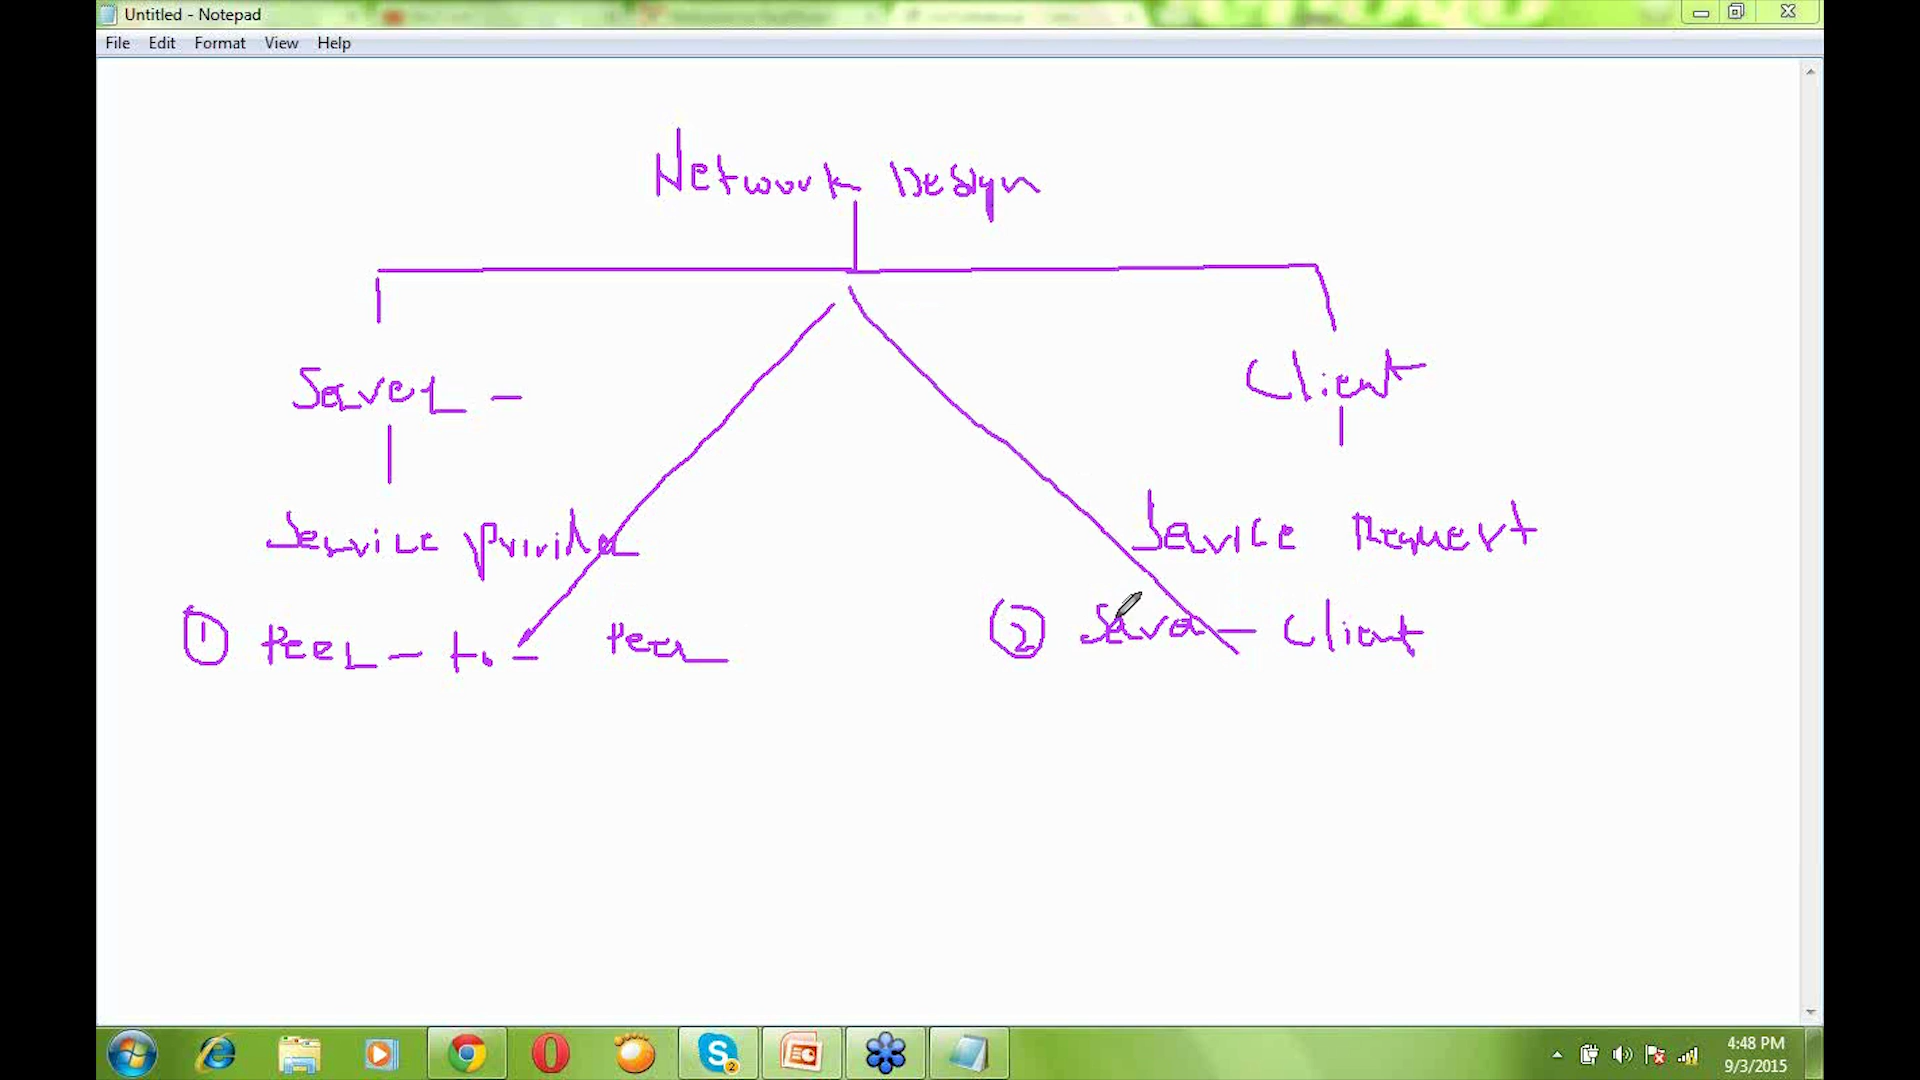 Untitled - Notepad
File Edit Format View Help
Network Design
Server - Client
Service provider Service Request
① Peer - to - Peer ② Server - Client
S 2
4:48 PM
9/3/2015